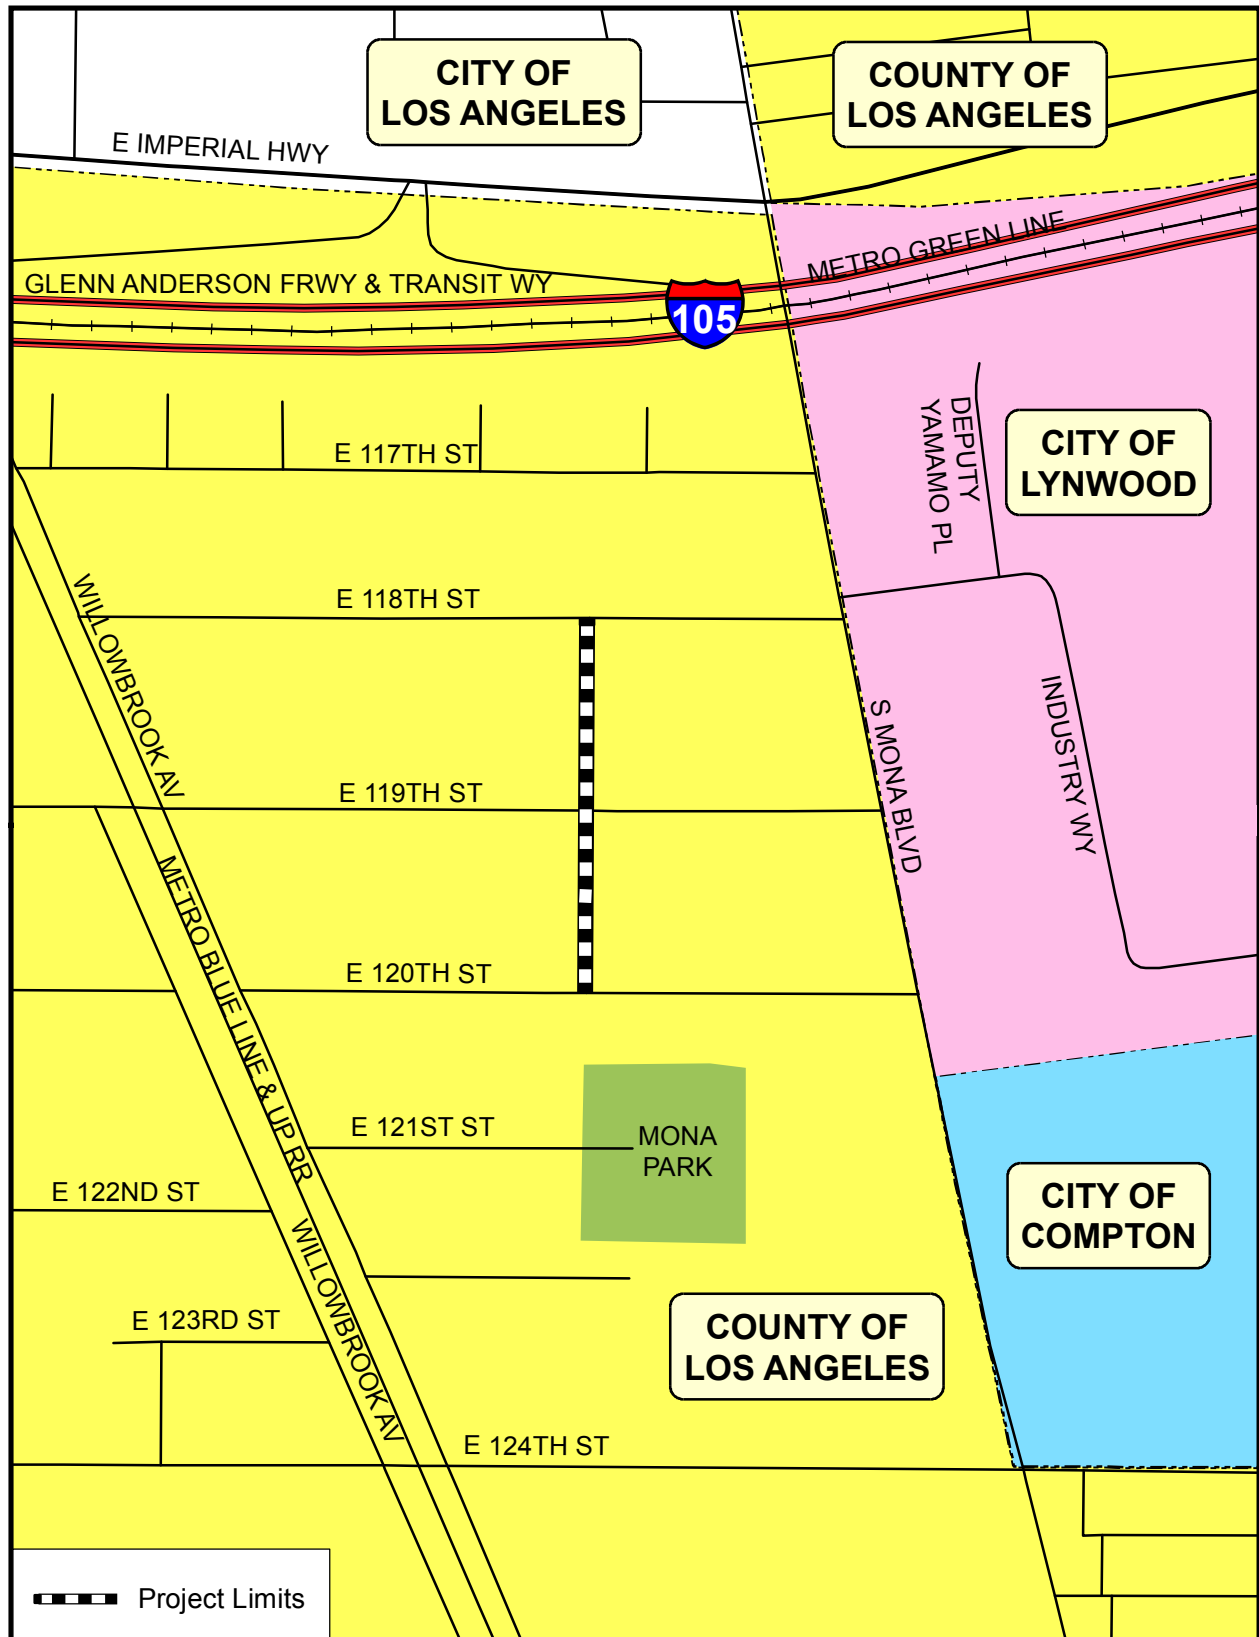 CITY OF
LOS ANGELES
COUNTY OF
LOS ANGELES
E IMPERIAL HWY
METRO GREEN LINE
GLENN ANDERSON FRWY & TRANSIT WY
105
DEPUTY
YAMAMO PL
CITY OF
LYNWOOD
E 117TH ST
E 118TH ST
WILLOWBROOK AV
INDUSTRY WY
S MONA BLVD
E 119TH ST
METRO BLUE LINE & UP RR
E 120TH ST
E 121ST ST
MONA
PARK
E 122ND ST
CITY OF
COMPTON
WILLOWBROOK AV
E 123RD ST
COUNTY OF
LOS ANGELES
E 124TH ST
Project Limits